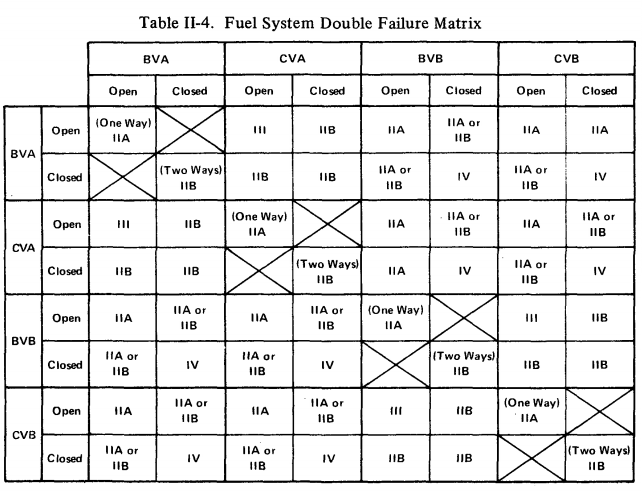 Table II-4. Fuel System Double Failure Matrix
BVA CVA BVB CVB
Open Closed Open Closed Open Closed Open Closed
BVA Open (One Way) IIA III IIB IIA IIA or IIB IIA IIA
Closed (Two Ways) IIB IIB IIB IIA or IIB IV IIA or IIB IV
CVA Open III IIB (One Way) IIA IIA IIA or IIB IIA IIA or IIB
Closed IIB IIB (Two Ways) IIB IIA IV IIA or IIB IV
BVB Open IIA IIA or IIB IIA IIA or IIB (One Way) IIA III IIB
Closed IIA or IIB IV IIA or IIB IV (Two Ways) IIB IIB IIB
CVB Open IIA IIA or IIB IIA IIA or IIB III IIB (One Way) IIA
Closed IIA or IIB IV IIA or IIB IV IIB IIB (Two Ways) IIB